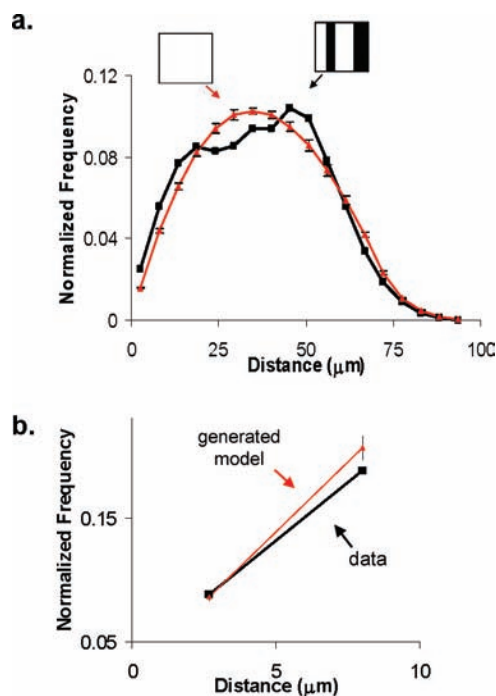 a.
0.12
0.08
0.04
0
Normalized Frequency
0
25
50
75
100
Distance (μm)
b.
0.15
0.05
Normalized Frequency
generated
model
data
0
5
10
Distance (μm)